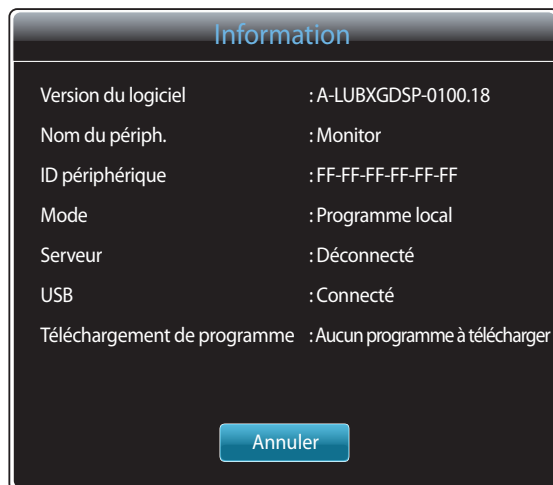 Information
Version du logiciel : A-LUBXGDSP-0100.18
Nom du périph. : Monitor
ID périphérique : FF-FF-FF-FF-FF-FF
Mode : Programme local
Serveur : Déconnecté
USB : Connecté
Téléchargement de programme : Aucun programme à télécharger
Annuler